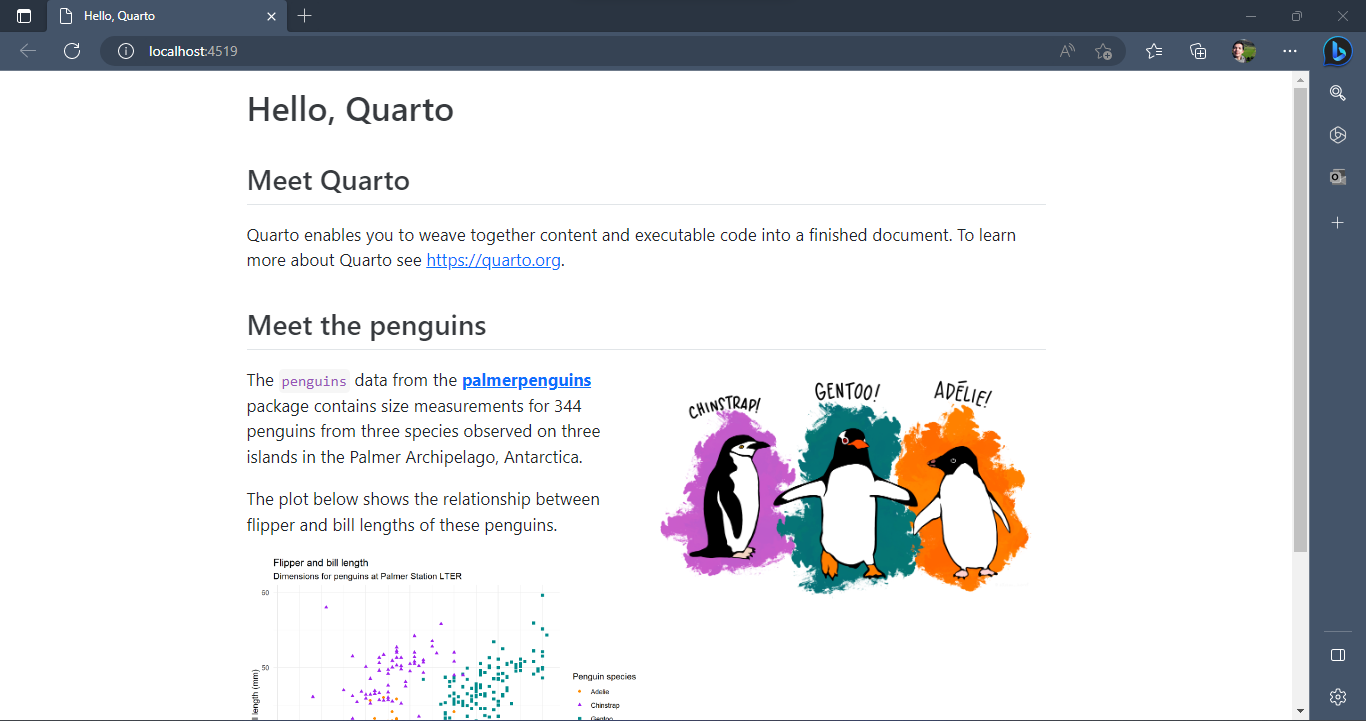 Hello, Quarto
localhost:4519
Hello, Quarto
Meet Quarto
Quarto enables you to weave together content and executable code into a finished document. To learn
more about Quarto see https://quarto.org.
Meet the penguins
The penguins data from the palmerpenguins
package contains size measurements for 344
penguins from three species observed on three
islands in the Palmer Archipelago, Antarctica.
The plot below shows the relationship between
flipper and bill lengths of these penguins.
CHINSTRAP!
GENTOO!
ADÉLIE!
Flipper and bill length
Dimensions for penguins at Palmer Station LTER
60
50
length (mm)
Penguin species
Adelie
Chinstrap
Gentoo